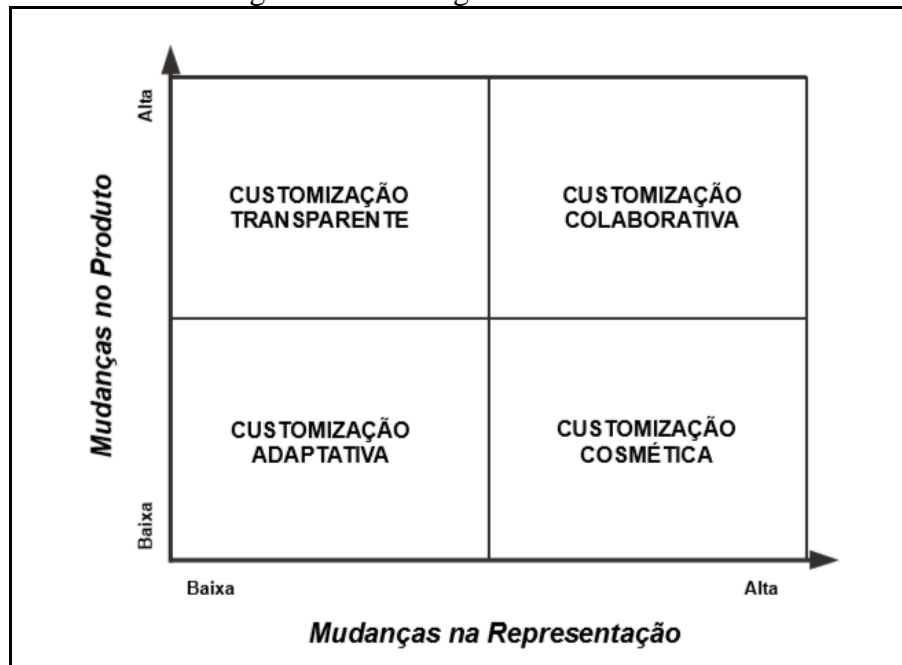 Alta
CUSTOMIZAÇÃO
TRANSPARENTE
CUSTOMIZAÇÃO
COLABORATIVA
Mudanças no Produto
CUSTOMIZAÇÃO
ADAPTATIVA
CUSTOMIZAÇÃO
COSMÉTICA
Baixa
Baixa
Alta
Mudanças na Representação